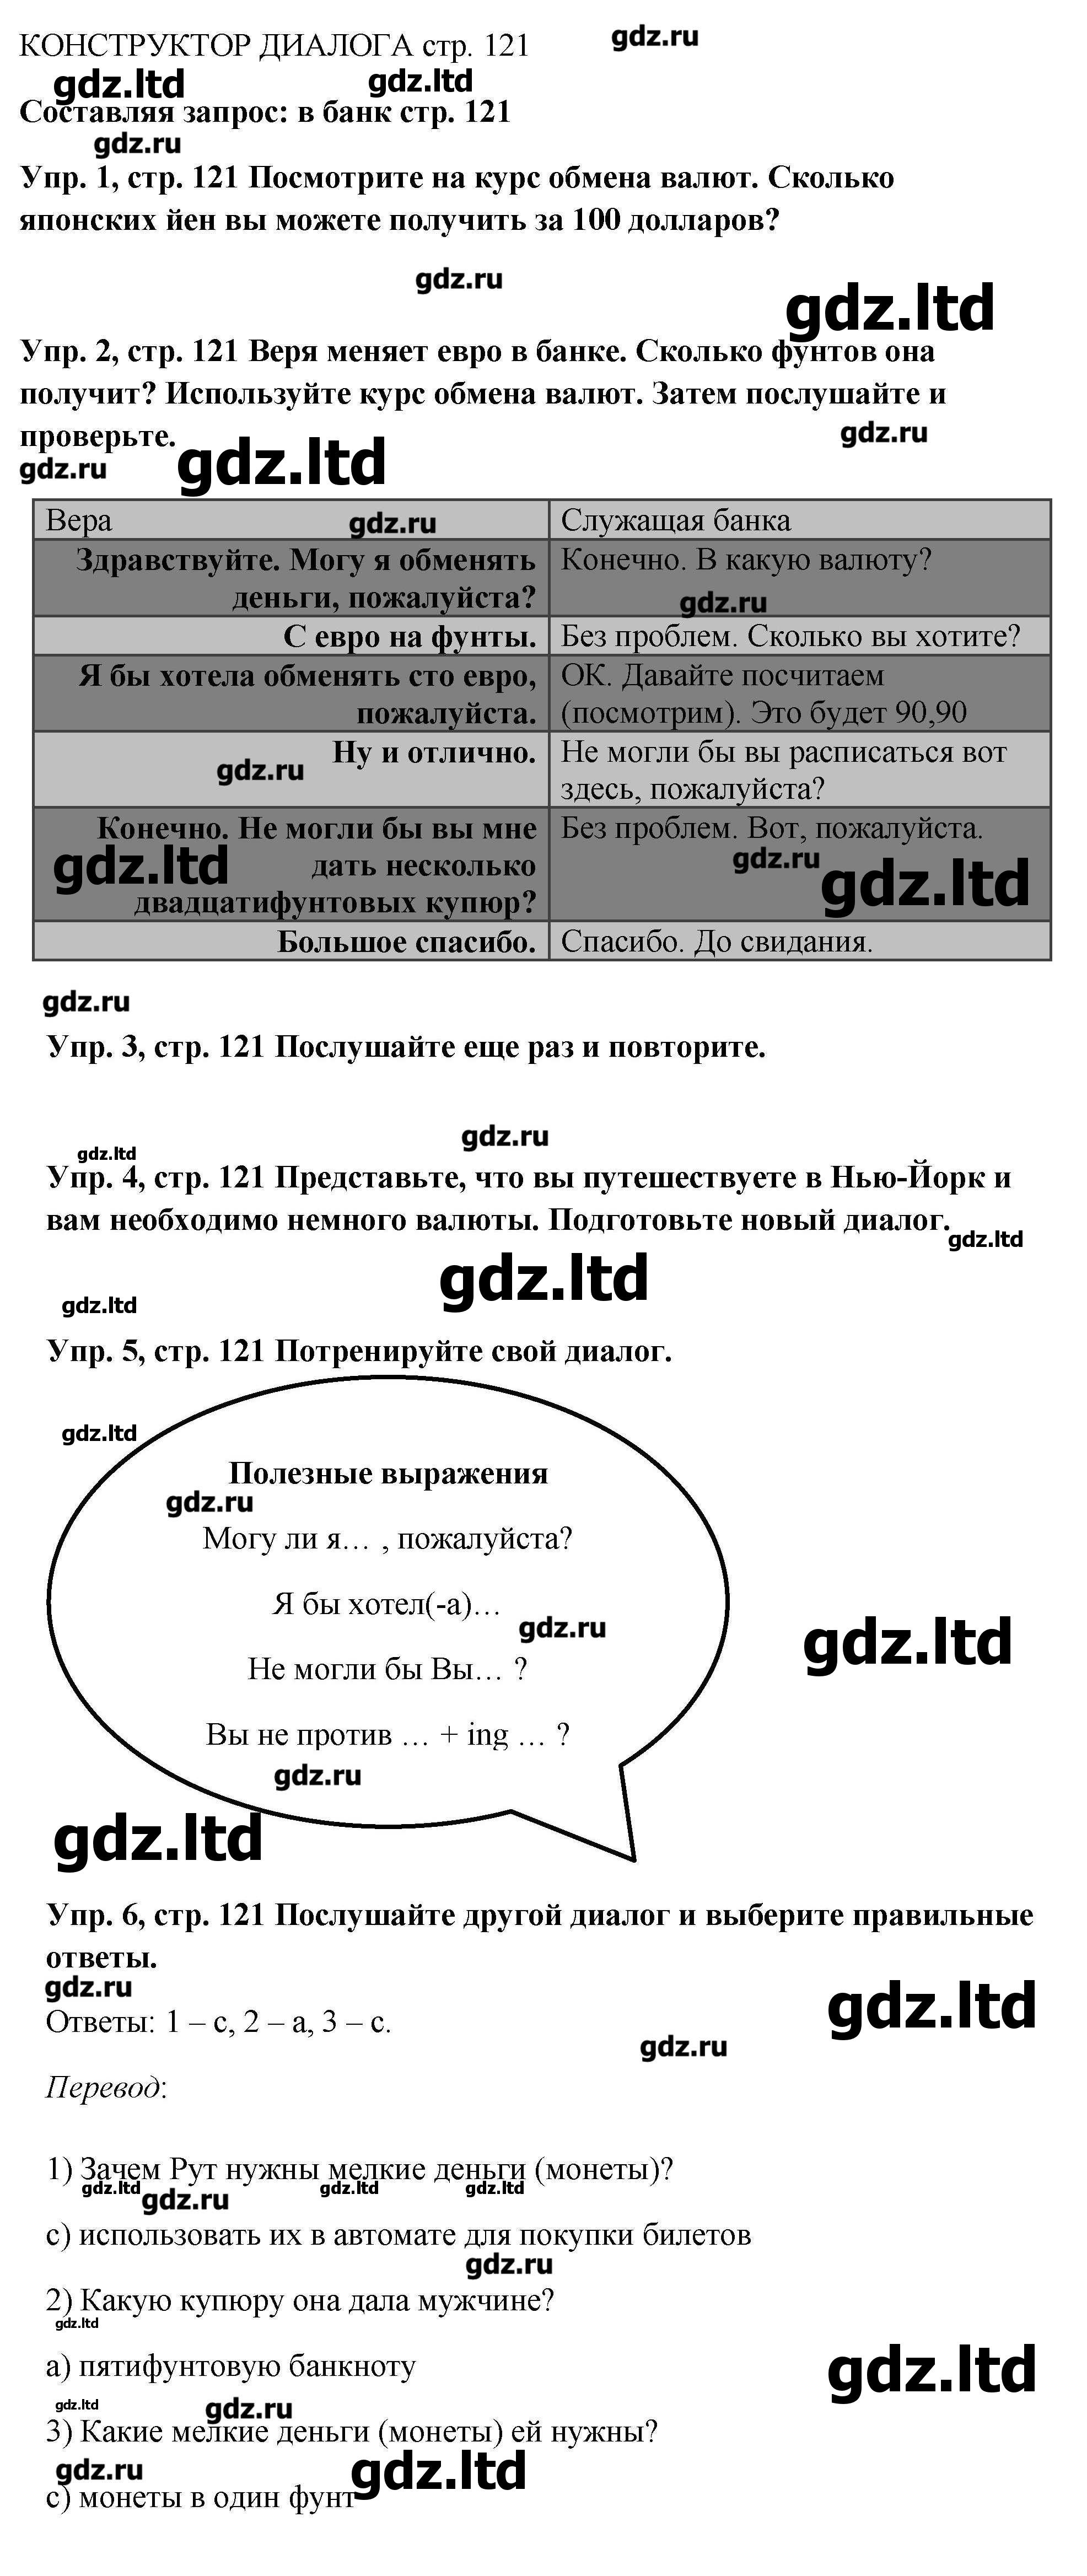 КОНСТРУКТОР ДИАЛОГА стр. 121
gdz.ru
gdz.ltd
gdz.ltd
Составляя запрос: в банк стр. 121
gdz.ru
Упр. 1, стр. 121 Посмотрите на курс обмена валют. Сколько
японских йен вы можете получить за 100 долларов?
gdz.ru
gdz.ltd
Упр. 2, стр. 121 Веря меняет евро в банке. Сколько фунтов она
получит? Используйте курс обмена валют. Затем послушайте и
проверьте.
gdz.ru
gdz.ru
gdz.ltd
Вера
gdz.ru
Служащая банка
Здравствуйте. Могу я обменять
деньги, пожалуйста?
Конечно. В какую валюту?
gdz.ru
С евро на фунты.
Без проблем. Сколько вы хотите?
Я бы хотела обменять сто евро,
пожалуйста.
ОК. Давайте посчитаем
(посмотрим). Это будет 90,90
Ну и отлично.
gdz.ru
Не могли бы вы расписаться вот
здесь, пожалуйста?
Конечно. Не могли бы вы мне
дать несколько
двадцатифунтовых купюр?
gdz.ltd
Без проблем. Вот, пожалуйста.
gdz.ru
gdz.ltd
Большое спасибо.
Спасибо. До свидания.
gdz.ru
Упр. 3, стр. 121 Послушайте еще раз и повторите.
gdz.ru
gdz.ltd
Упр. 4, стр. 121 Представьте, что вы путешествуете в Нью-Йорк и
вам необходимо немного валюты. Подготовьте новый диалог.
gdz.ltd
gdz.ltd
gdz.ltd
Упр. 5, стр. 121 Потренируйте свой диалог.
gdz.ltd
Полезные выражения
gdz.ru
Могу ли я… , пожалуйста?
Я бы хотел(-а)…
gdz.ru
gdz.ltd
Не могли бы Вы… ?
Вы не против … + ing … ?
gdz.ru
gdz.ltd
Упр. 6, стр. 121 Послушайте другой диалог и выберите правильные
ответы.
gdz.ru
gdz.ltd
Ответы: 1 – с, 2 – а, 3 – с.
gdz.ru
Перевод:
1) Зачем Рут нужны мелкие деньги (монеты)?
gdz.ltd
gdz.ru
gdz.ltd
gdz.ltd
с) использовать их в автомате для покупки билетов
gdz.ru
2) Какую купюру она дала мужчине?
gdz.ltd
а) пятифунтовую банкноту
gdz.ltd
gdz.ltd
gdz.ru
3) Какие мелкие деньги (монеты) ей нужны?
gdz.ru
gdz.ltd
с) монеты в один фунт